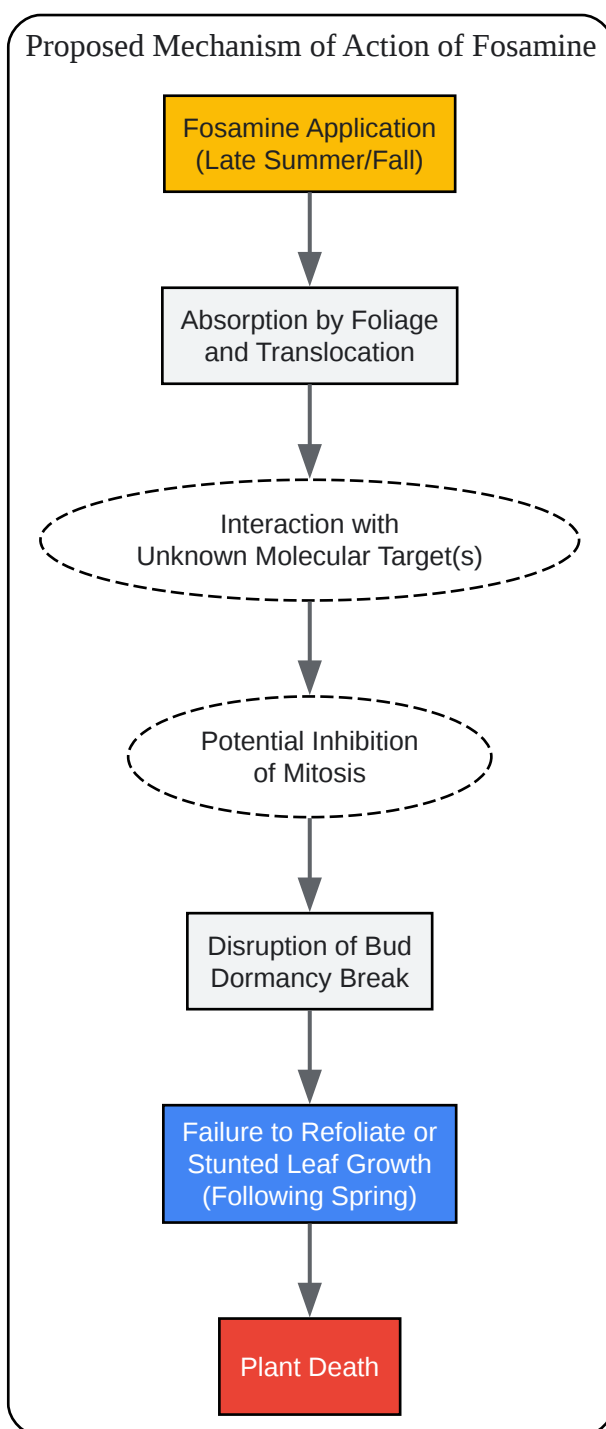 Proposed Mechanism of Action of Fosamine
Fosamine Application
(Late Summer/Fall)
Absorption by Foliage
and Translocation
Interaction with
Unknown Molecular Target(s)
Potential Inhibition
of Mitosis
Disruption of Bud
Dormancy Break
Failure to Refoliate or
Stunted Leaf Growth
(Following Spring)
Plant Death